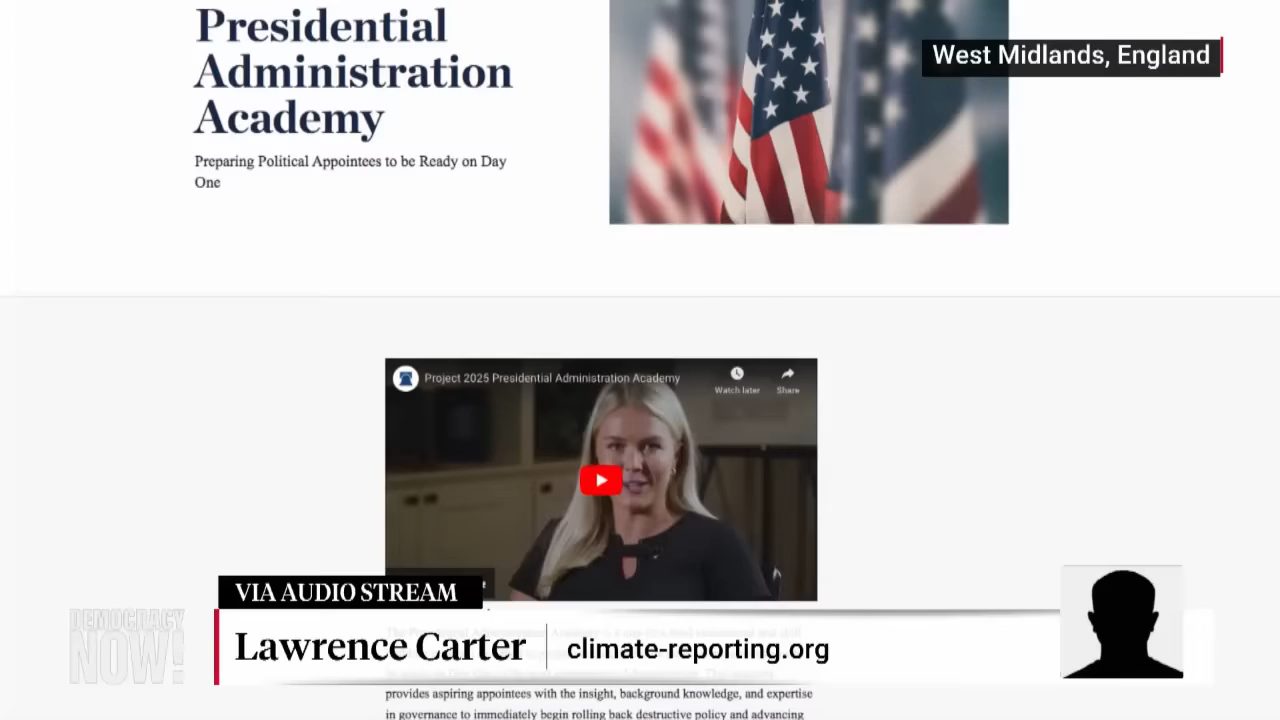 Presidential
Administration
Academy
Preparing Political Appointees to be Ready on Day
One
West Midlands, England
Project 2025 Presidential Administration Academy
Watch later
Share
VIA AUDIO STREAM
Lawrence Carter
climate-reporting.org
DEMOCRACY
NOW!
provides aspiring appointees with the insight, background knowledge, and expertise
in governance to immediately begin rolling back destructive policy and advancing